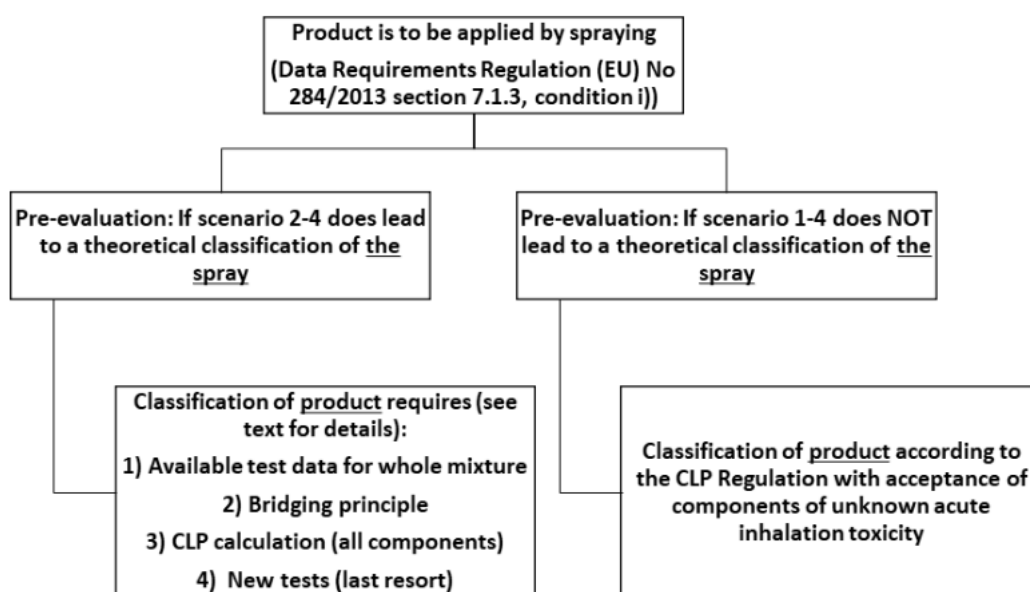 Product is to be applied by spraying
(Data Requirements Regulation (EU) No
284/2013 section 7.1.3, condition i))
Pre-evaluation: If scenario 2-4 does lead
to a theoretical classification of the
spray
Pre-evaluation: If scenario 1-4 does NOT
lead to a theoretical classification of the
spray
Classification of product requires (see
text for details):
1) Available test data for whole mixture
2) Bridging principle
3) CLP calculation (all components)
4) New tests (last resort)
Classification of product according to
the CLP Regulation with acceptance of
components of unknown acute
inhalation toxicity